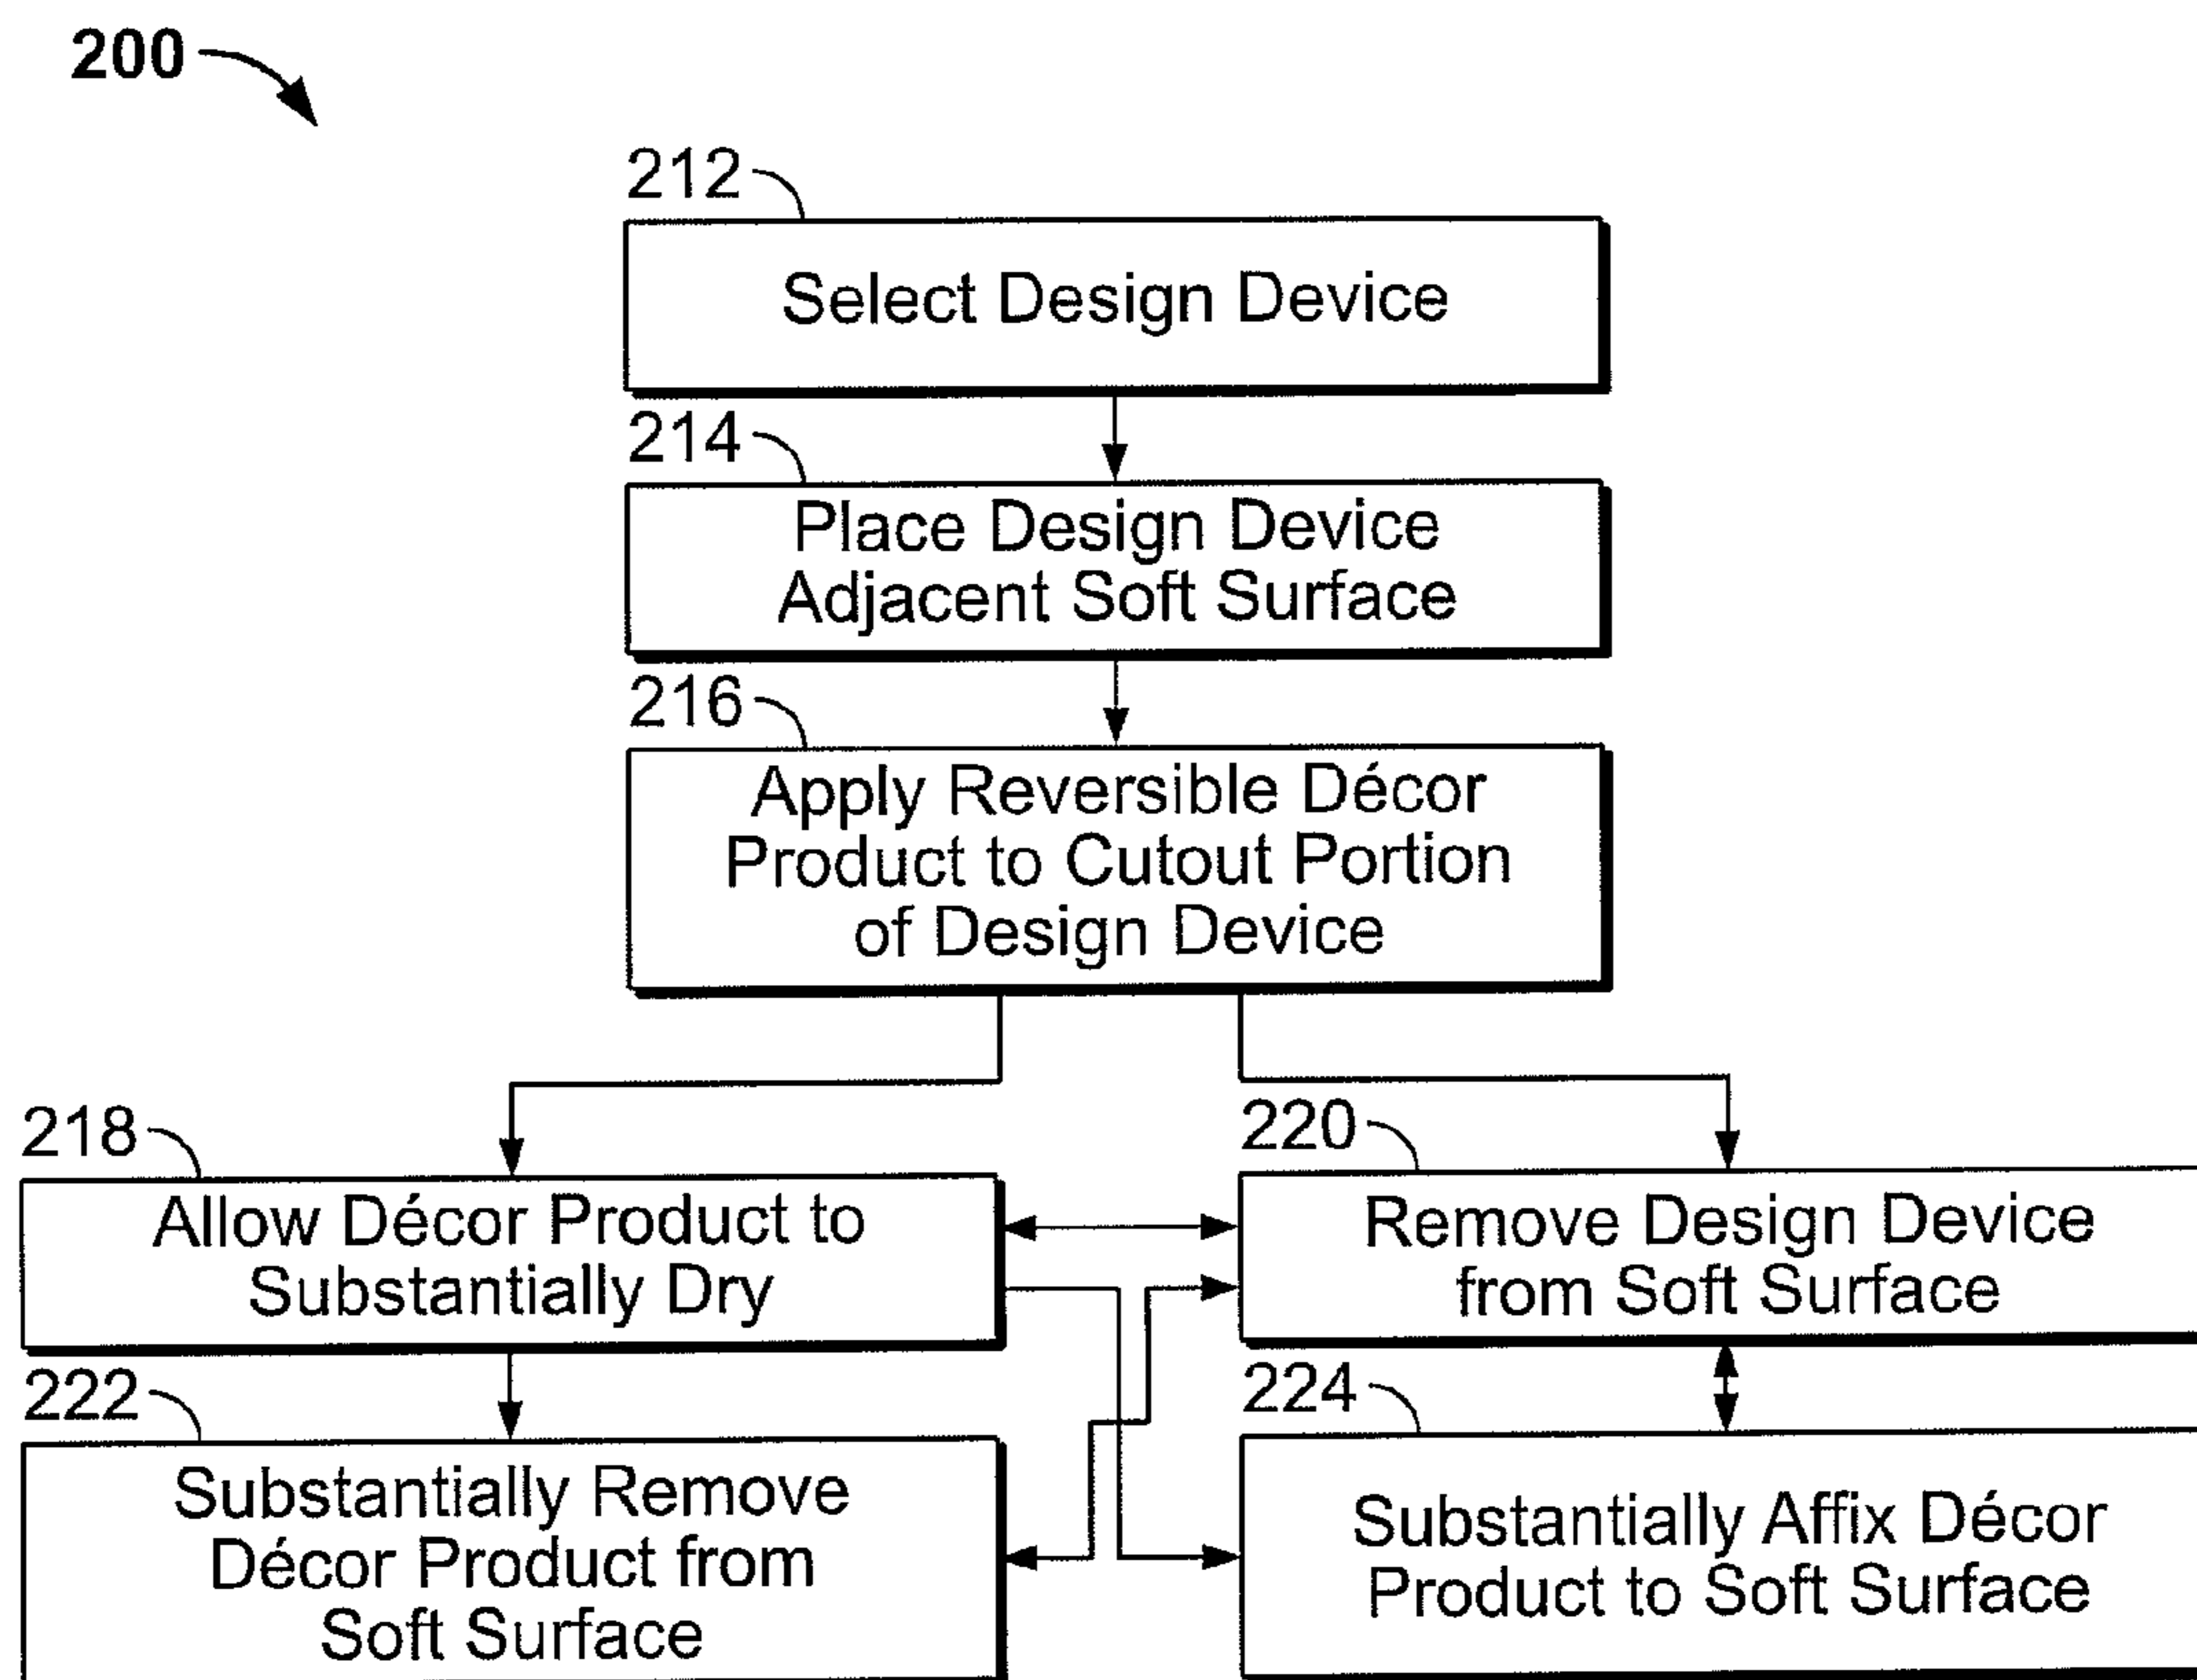 200
212
Select Design Device
214
Place Design Device
Adjacent Soft Surface
216
Apply Reversible Décor
Product to Cutout Portion
of Design Device
218
Allow Décor Product to
Substantially Dry
220
Remove Design Device
from Soft Surface
222
Substantially Remove
Décor Product from
Soft Surface
224
Substantially Affix Décor
Product to Soft Surface